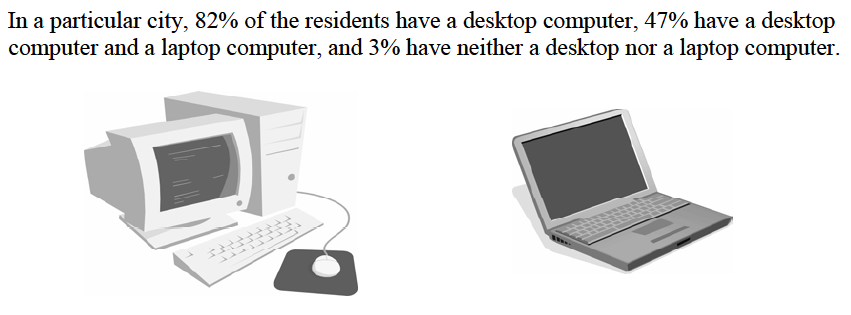 In a particular city, 82% of the residents have a desktop computer, 47% have a desktop
computer and a laptop computer, and 3% have neither a desktop nor a laptop computer.